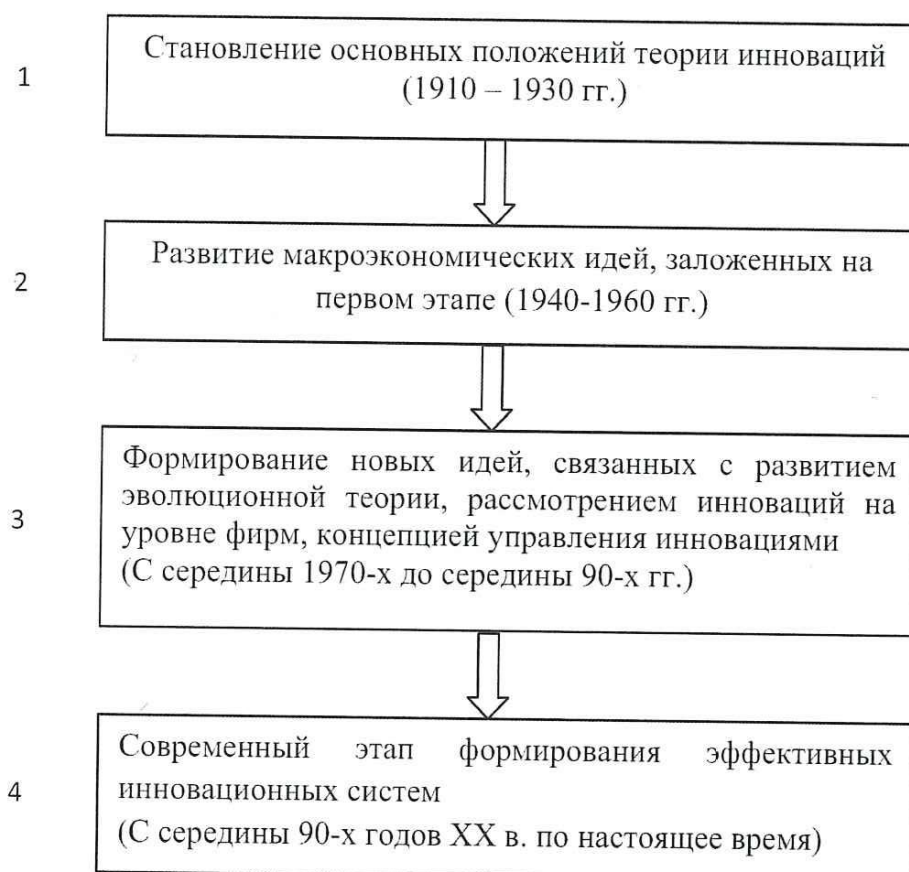 1
Становление основных положений теории инноваций
(1910 – 1930 гг.)
2
Развитие макроэкономических идей, заложенных на
первом этапе (1940-1960 гг.)
3
Формирование новых идей, связанных с развитием
эволюционной теории, рассмотрением инноваций на
уровне фирм, концепцией управления инновациями
(С середины 1970-х до середины 90-х гг.)
4
Современный этап формирования эффективных
инновационных систем
(С середины 90-х годов XX в. по настоящее время)